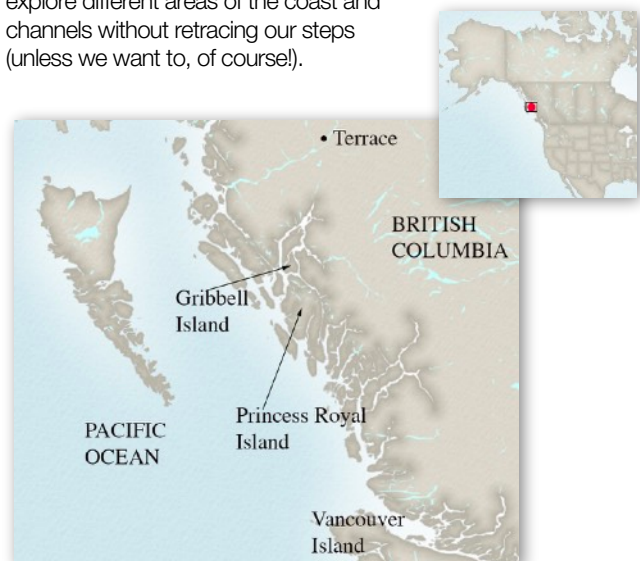 explore different areas of the coast and
channels without retracing our steps
(unless we want to, of course!).
Terrace
BRITISH
COLUMBIA
Gribbell
Island
Princess Royal
Island
PACIFIC
OCEAN
Vancouver
Island